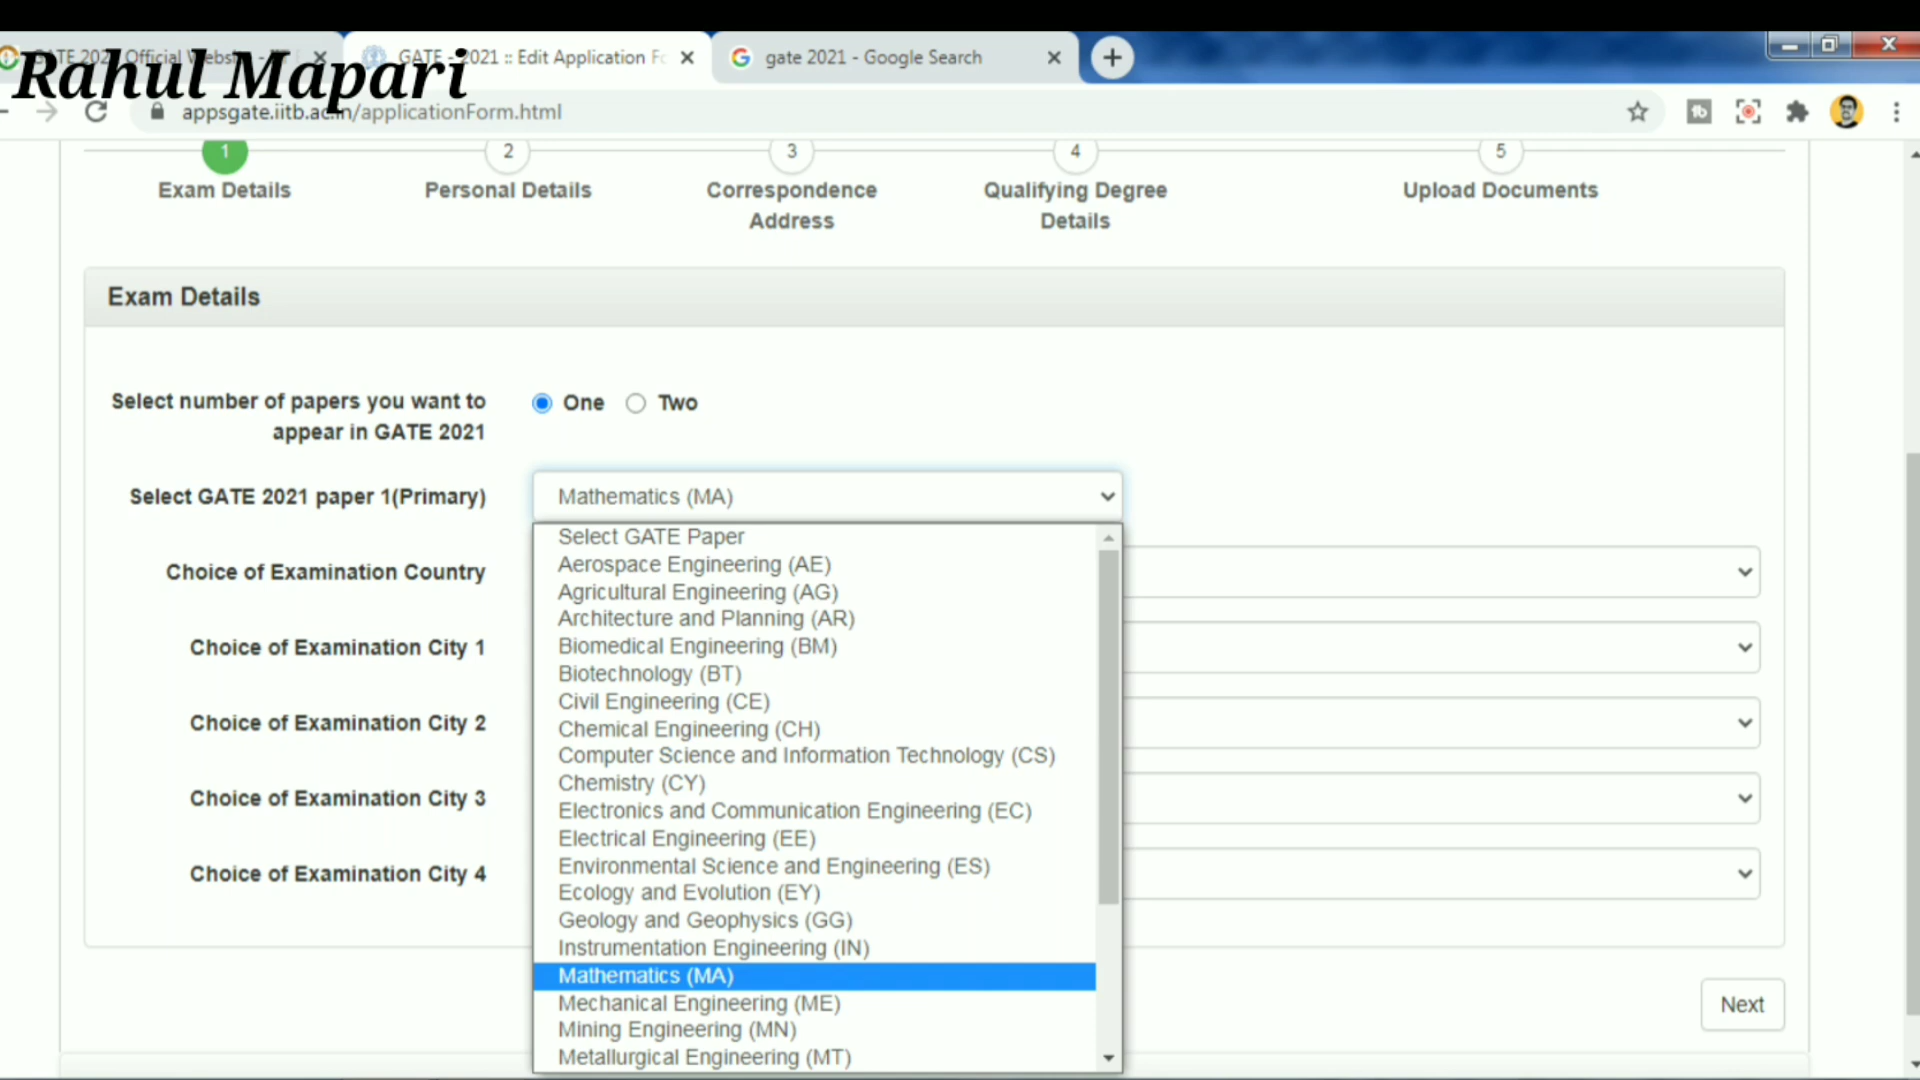 GATE 2021 Official Website - IIT
GATE - 2021 :: Edit Application Fo
gate 2021 - Google Search
Rahul Mapari
appsgate.iitb.ac.in/applicationForm.html
1
2
3
4
5
Exam Details
Personal Details
Correspondence
Address
Qualifying Degree
Details
Upload Documents
Exam Details
Select number of papers you want to
appear in GATE 2021
One
Two
Select GATE 2021 paper 1(Primary)
Mathematics (MA)
Select GATE Paper
Aerospace Engineering (AE)
Agricultural Engineering (AG)
Architecture and Planning (AR)
Biomedical Engineering (BM)
Biotechnology (BT)
Civil Engineering (CE)
Chemical Engineering (CH)
Computer Science and Information Technology (CS)
Chemistry (CY)
Electronics and Communication Engineering (EC)
Electrical Engineering (EE)
Environmental Science and Engineering (ES)
Ecology and Evolution (EY)
Geology and Geophysics (GG)
Instrumentation Engineering (IN)
Mathematics (MA)
Mechanical Engineering (ME)
Mining Engineering (MN)
Metallurgical Engineering (MT)
Choice of Examination Country
Choice of Examination City 1
Choice of Examination City 2
Choice of Examination City 3
Choice of Examination City 4
Next